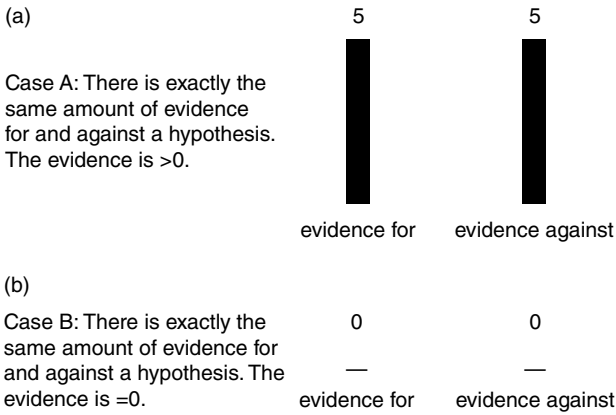 (a)
5 5
Case A: There is exactly the
same amount of evidence
for and against a hypothesis.
The evidence is >0.
evidence for evidence against
(b)
Case B: There is exactly the
0 0
same amount of evidence for
and against a hypothesis. The
evidence is =0.
evidence for evidence against